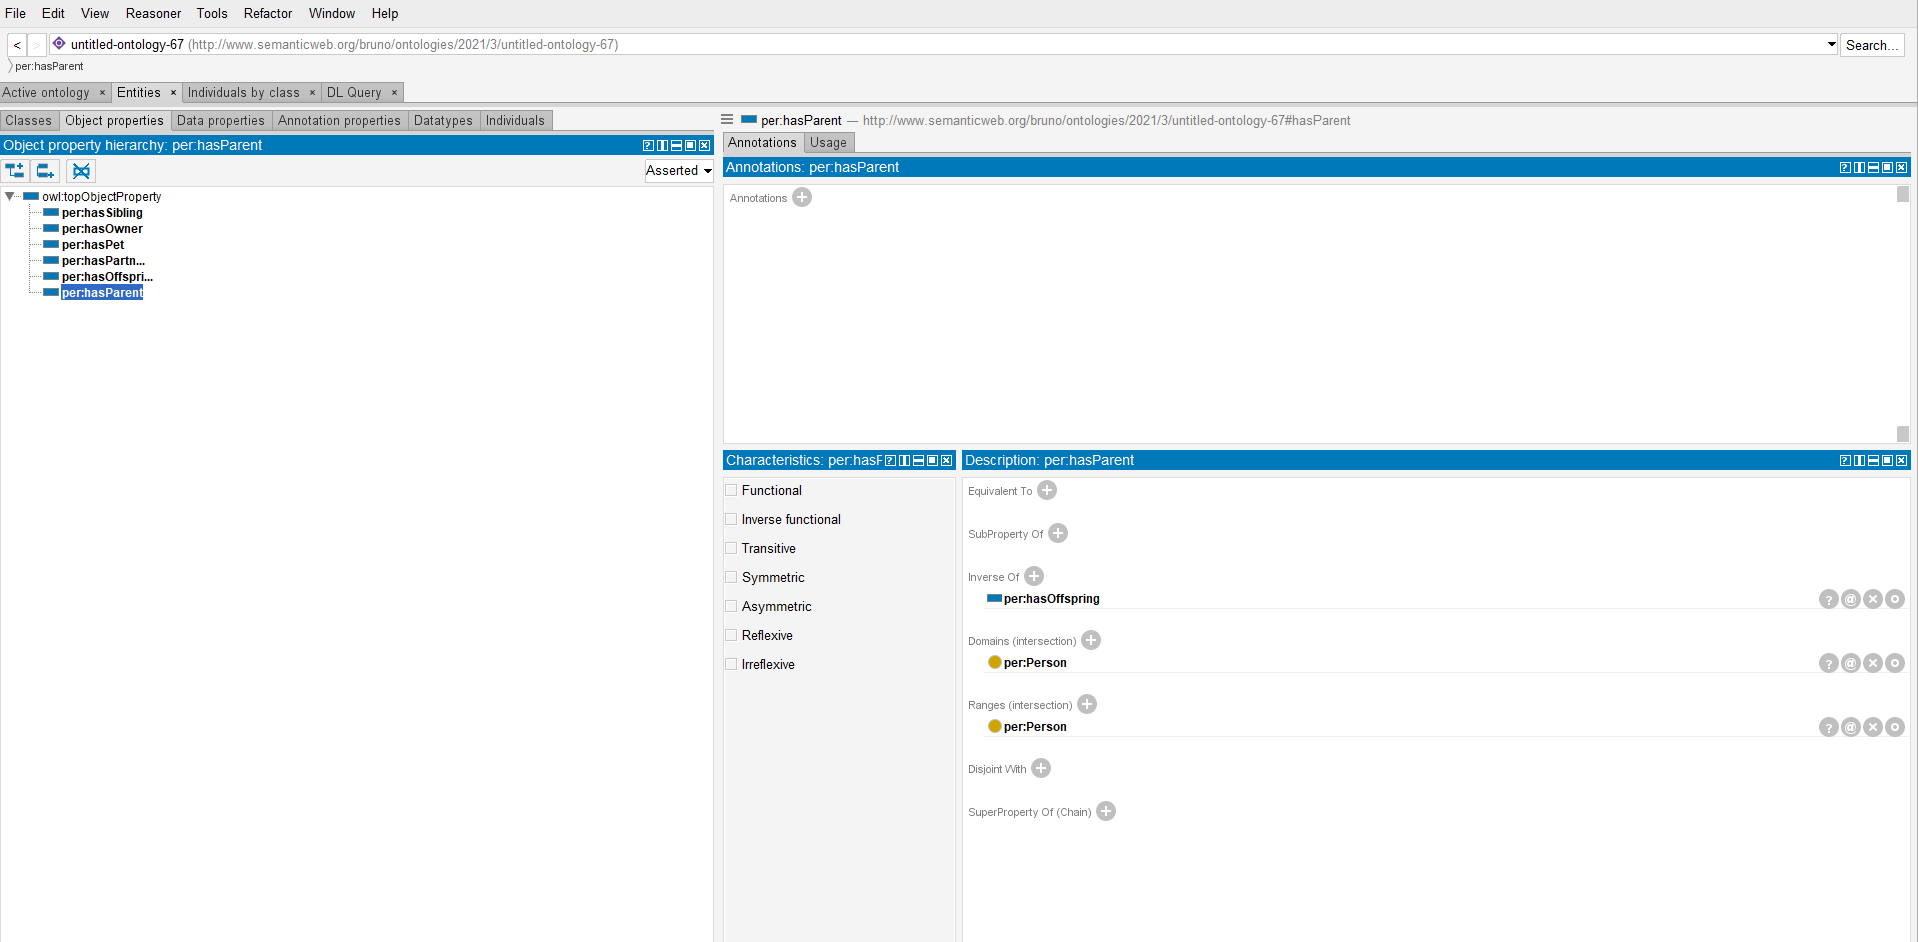 File Edit View Reasoner Tools Refactor Window Help
< > untitled-ontology-67 (http://www.semanticweb.org/bruno/ontologies/2021/3/untitled-ontology-67) Search...
per:hasParent
Active ontology × Entities × Individuals by class × DL Query ×
Classes Object properties Data properties Annotation properties Datatypes Individuals
Object property hierarchy: per:hasParent
Asserted
owl:topObjectProperty
per:hasSibling
per:hasOwner
per:hasPet
per:hasPartn...
per:hasOffspri...
per:hasParent
per:hasParent — http://www.semanticweb.org/bruno/ontologies/2021/3/untitled-ontology-67#hasParent
Annotations Usage
Annotations: per:hasParent
Annotations
Characteristics: per:hasP
Functional
Inverse functional
Transitive
Symmetric
Asymmetric
Reflexive
Irreflexive
Description: per:hasParent
Equivalent To
SubProperty Of
Inverse Of
per:hasOffspring
Domains (intersection)
per:Person
Ranges (intersection)
per:Person
Disjoint With
SuperProperty Of (Chain)